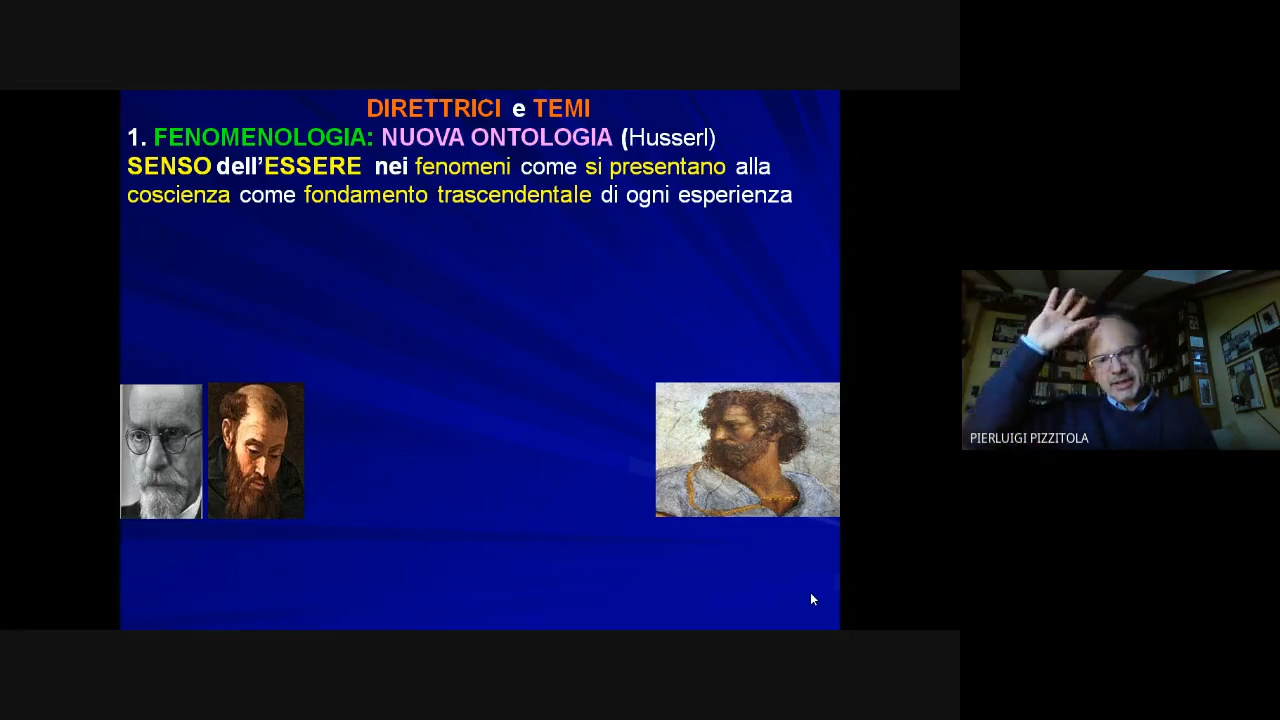 DIRETTRICI e TEMI
1. FENOMENOLOGIA: NUOVA ONTOLOGIA (Husserl)
SENSO dell’ESSERE nei fenomeni come si presentano alla
coscienza come fondamento trascendentale di ogni esperienza
PIERLUIGI PIZZITOLA